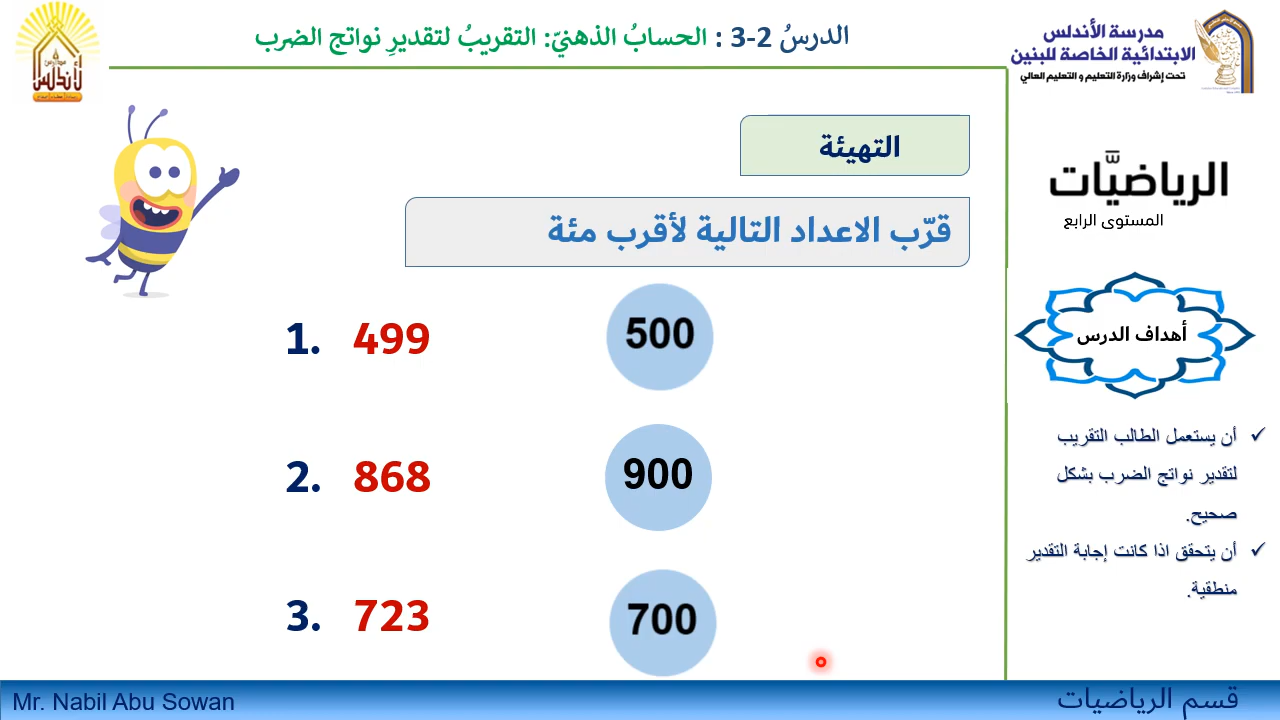 مدرسة الأندلس
الابتدائية الخاصة للبنين
تحت إشراف وزارة التعليم و التعليم العالي
الدرسُ 2-3 : الحسابُ الذهنيّ: التقريبُ لتقديرِ نواتج الضرب
الرياضيَّات
المستوى الرابع
أهداف الدرس
✓ أن يستعمل الطالب التقريب
لتقدير نواتج الضرب بشكل
صحيح.
✓ أن يتحقق اذا كانت إجابة التقدير
منطقية.
التهيئة
قرّب الاعداد التالية لأقرب مئة
1. 499 500
2. 868 900
3. 723 700
Mr. Nabil Abu Sowan
قسم الرياضيات